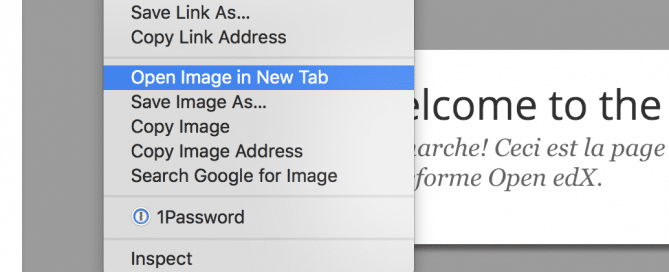 Save Link As...
Copy Link Address
Open Image in New Tab
Save Image As...
Copy Image
Copy Image Address
Search Google for Image
1Password
Inspect
elcome to the
arche! Ceci est la page
forme Open edX.